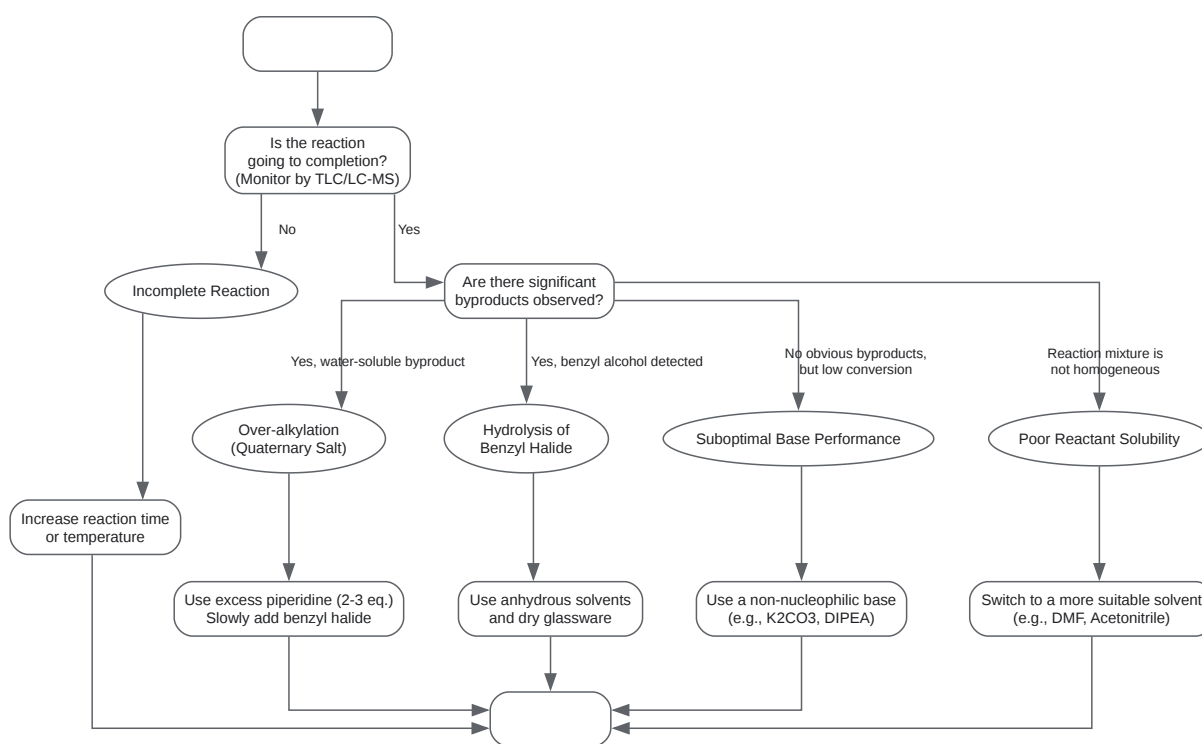 Is the reaction
going to completion?
(Monitor by TLC/LC-MS)
No
Yes
Are there significant
byproducts observed?
Incomplete Reaction
Yes, water-soluble byproduct
Yes, benzyl alcohol detected
No obvious byproducts,
but low conversion
Reaction mixture is
not homogeneous
Over-alkylation
(Quaternary Salt)
Hydrolysis of
Benzyl Halide
Suboptimal Base Performance
Poor Reactant Solubility
Increase reaction time
or temperature
Use excess piperidine (2-3 eq.)
Slowly add benzyl halide
Use anhydrous solvents
and dry glassware
Use a non-nucleophilic base
(e.g., K2CO3, DIPEA)
Switch to a more suitable solvent
(e.g., DMF, Acetonitrile)